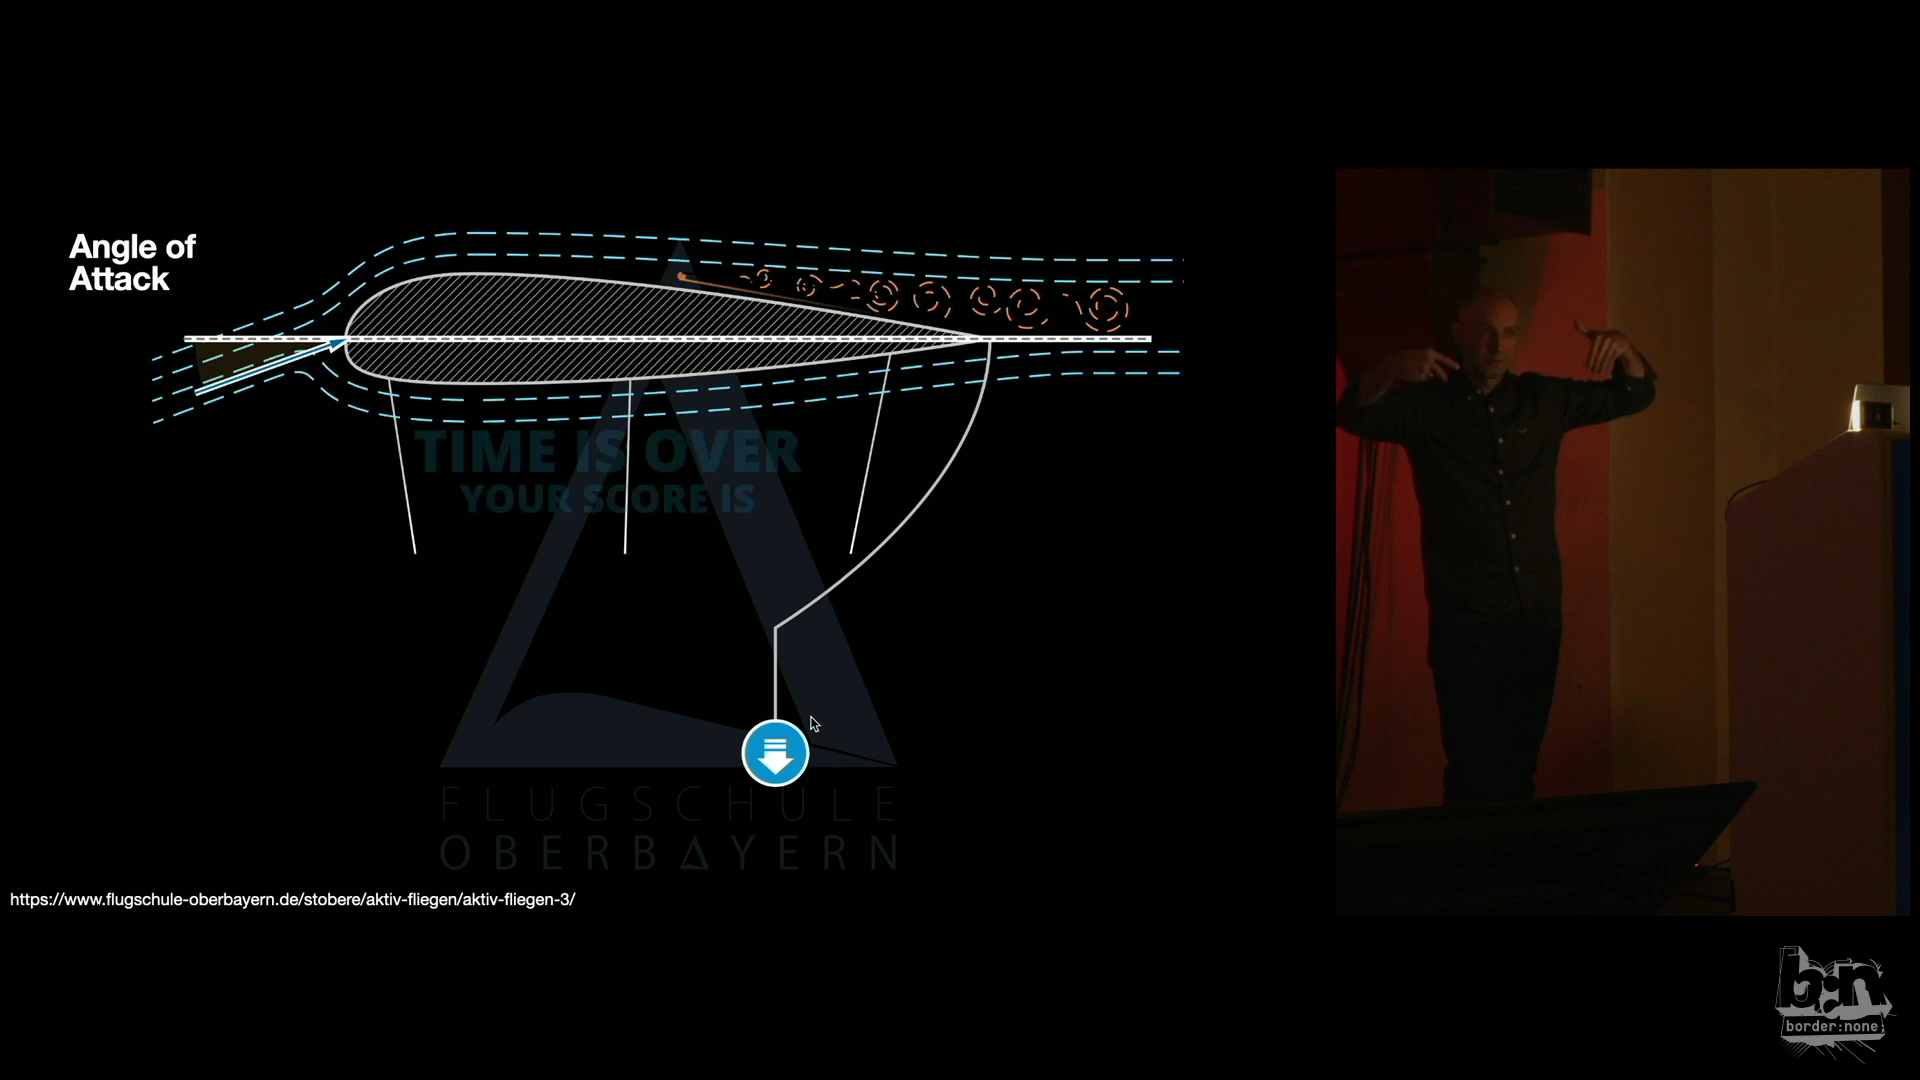 Angle of
Attack
TIME IS OVER
YOUR SCORE IS
FLUGSCHULE
OBERBAYERN
https://www.flugschule-oberbayern.de/stobere/aktiv-fliegen/aktiv-fliegen-3/
b:n
border:none;